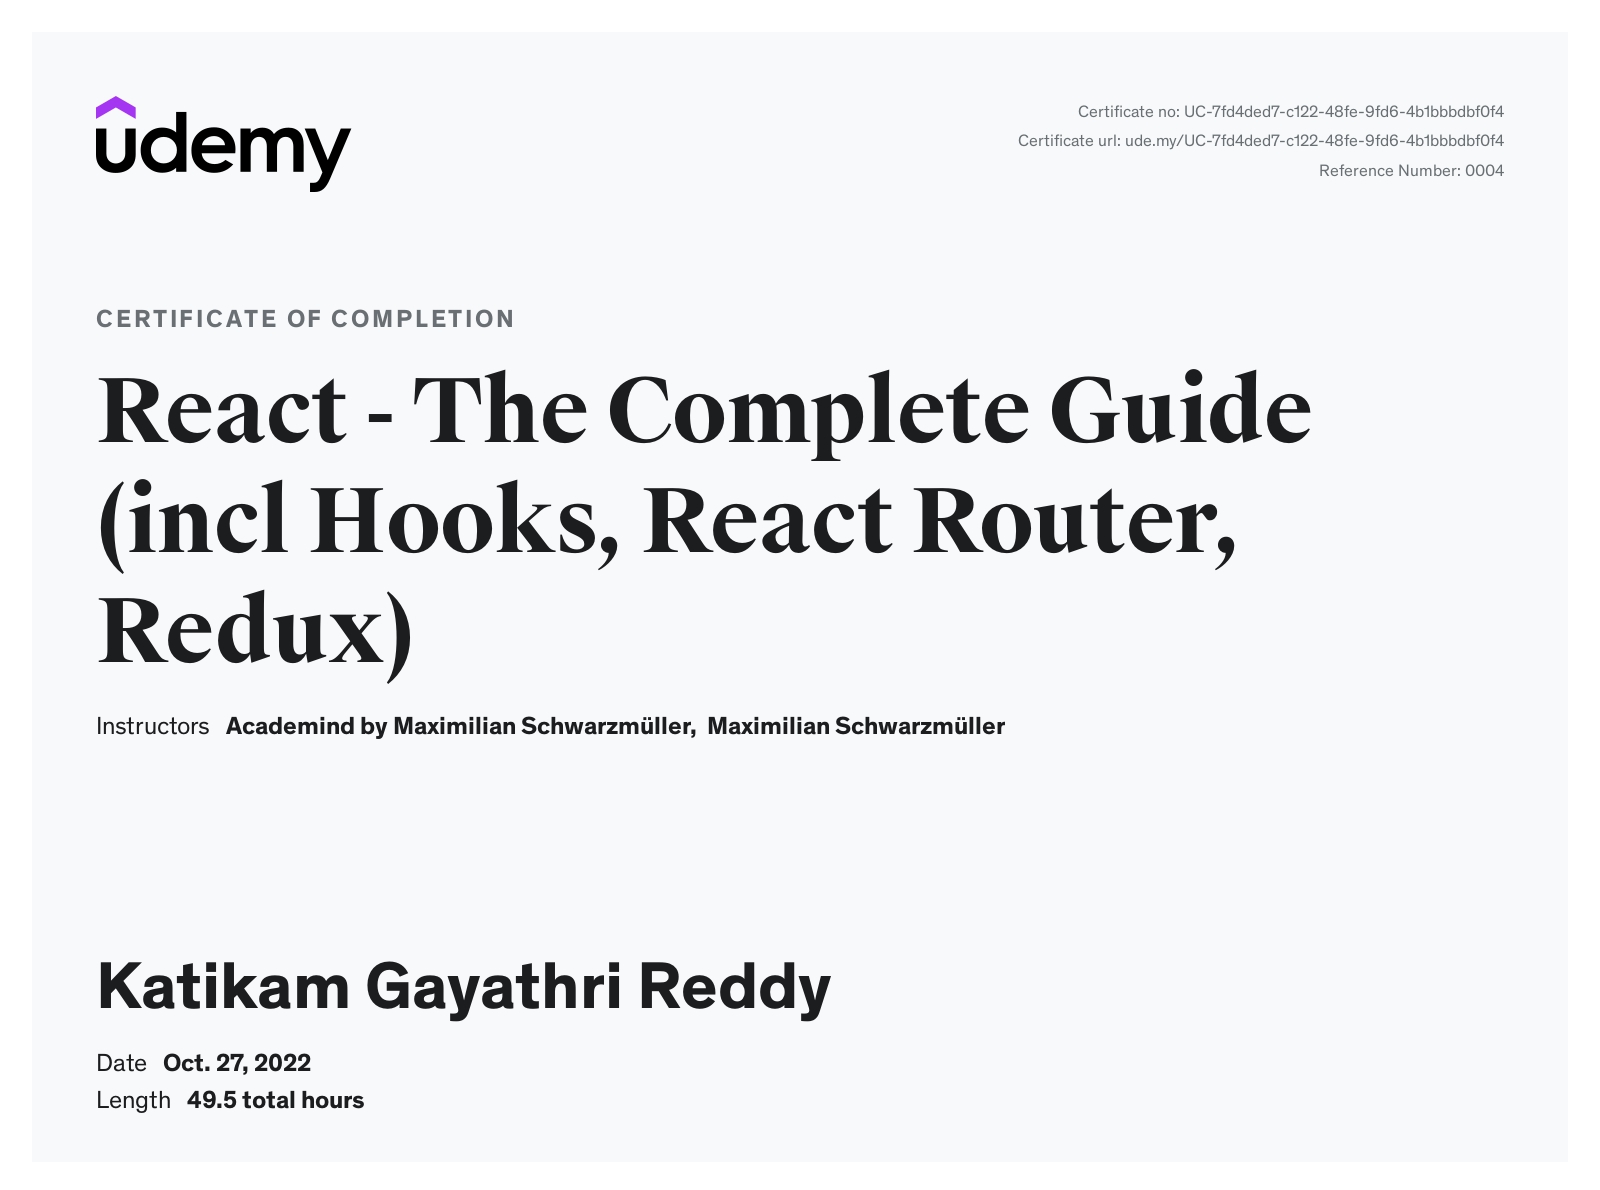 udemy
Certificate no: UC-7fd4ded7-c122-48fe-9fd6-4b1bbbdbf0f4
Certificate url: ude.my/UC-7fd4ded7-c122-48fe-9fd6-4b1bbbdbf0f4
Reference Number: 0004
CERTIFICATE OF COMPLETION
React - The Complete Guide
(incl Hooks, React Router,
Redux)
Instructors Academind by Maximilian Schwarzmüller, Maximilian Schwarzmüller
Katikam Gayathri Reddy
Date Oct. 27, 2022
Length 49.5 total hours